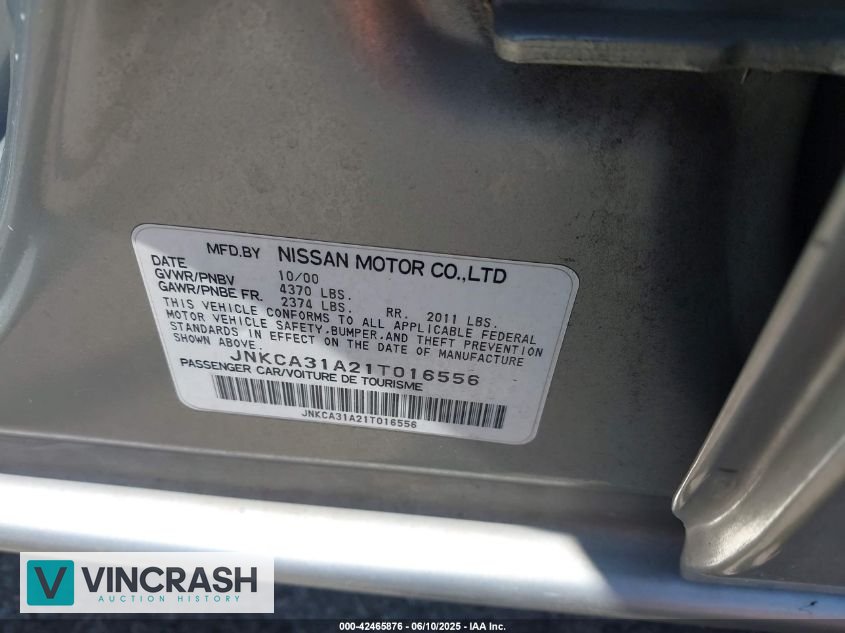 MFD.BY NISSAN MOTOR CO.,LTD
DATE 10/00
GVWR/PNBV 4370 LBS.
GAWR/PNBE FR. 2374 LBS. RR. 2011 LBS.
THIS VEHICLE CONFORMS TO ALL APPLICABLE FEDERAL
MOTOR VEHICLE SAFETY,BUMPER,AND THEFT PREVENTION
STANDARDS IN EFFECT ON THE DATE OF MANUFACTURE
SHOWN ABOVE.
JNKCA31A21T016556
PASSENGER CAR/VOITURE DE TOURISME
JNKCA31A21T016556
V VINCRASH
AUCTION HISTORY
000-42465876 - 06/10/2025 - IAA Inc.